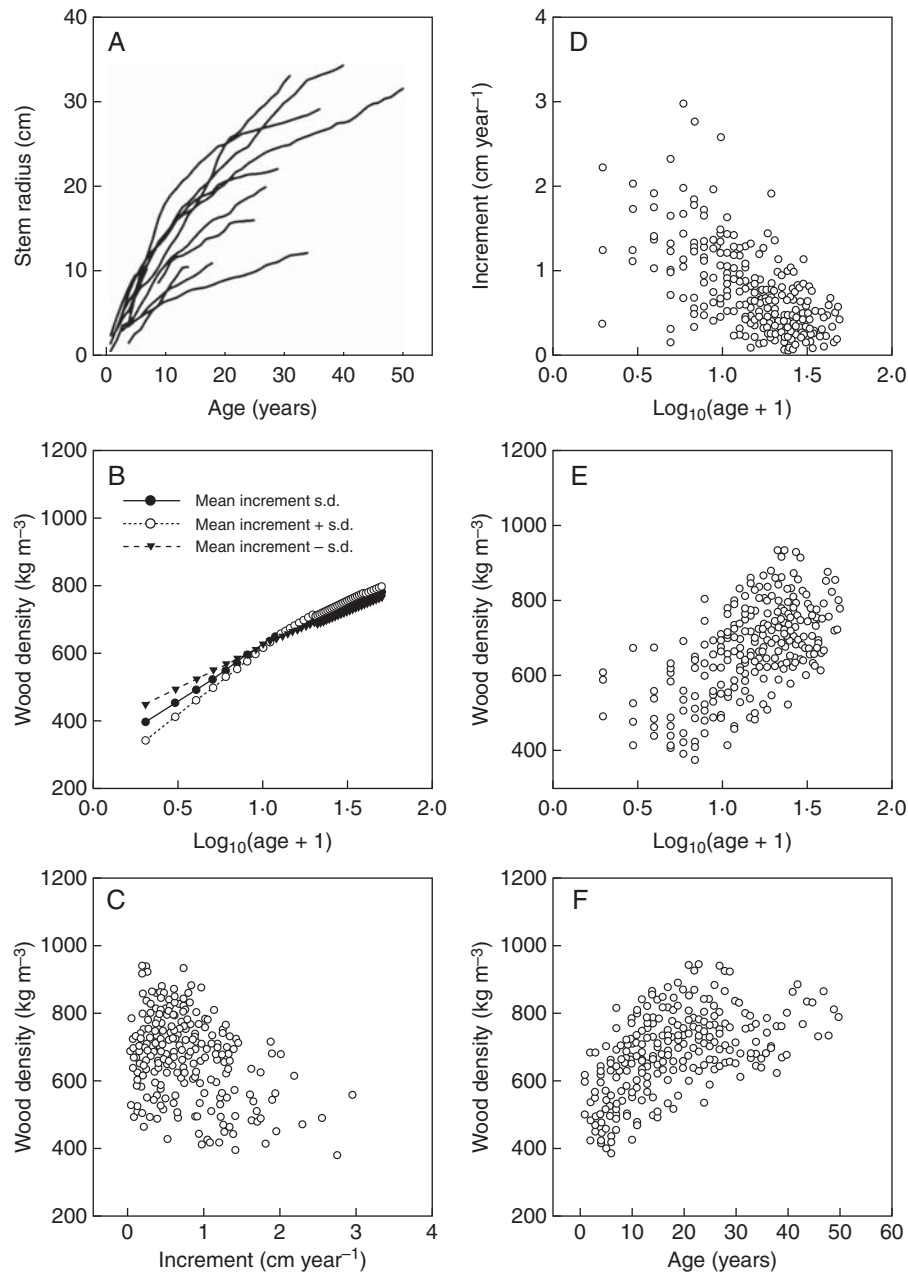 A
40
30
20
10
0
Stem radius (cm)
0 10 20 30 40 50
Age (years)
D
4
3
2
1
0
Increment (cm year⁻¹)
0·0 0·5 1·0 1·5 2·0
Log₁₀(age + 1)
B
1200
1000
800
600
400
200
Wood density (kg m⁻³)
Mean increment s.d.
Mean increment + s.d.
Mean increment – s.d.
0·0 0·5 1·0 1·5 2·0
Log₁₀(age + 1)
E
1200
1000
800
600
400
Wood density (kg m⁻³)
0·0 0·5 1·0 1·5 2·0
Log₁₀(age + 1)
C
1200
1000
800
600
400
200
Wood density (kg m⁻³)
0 1 2 3 4
Increment (cm year⁻¹)
F
1200
1000
800
600
400
200
Wood density (kg m⁻³)
0 10 20 30 40 50 60
Age (years)